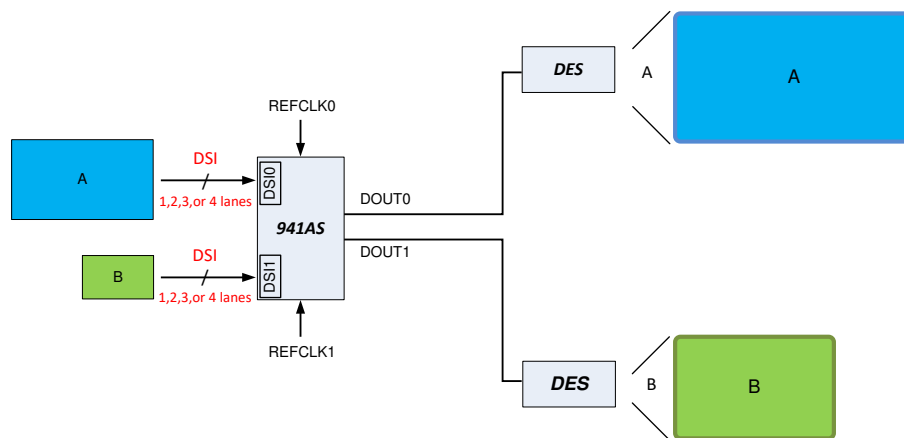 A
DSI
1,2,3,or 4 lanes
B
DSI
1,2,3,or 4 lanes
REFCLK0
DSI0
941AS
DSI1
REFCLK1
DOUT0
DOUT1
DES
A
A
DES
B
B